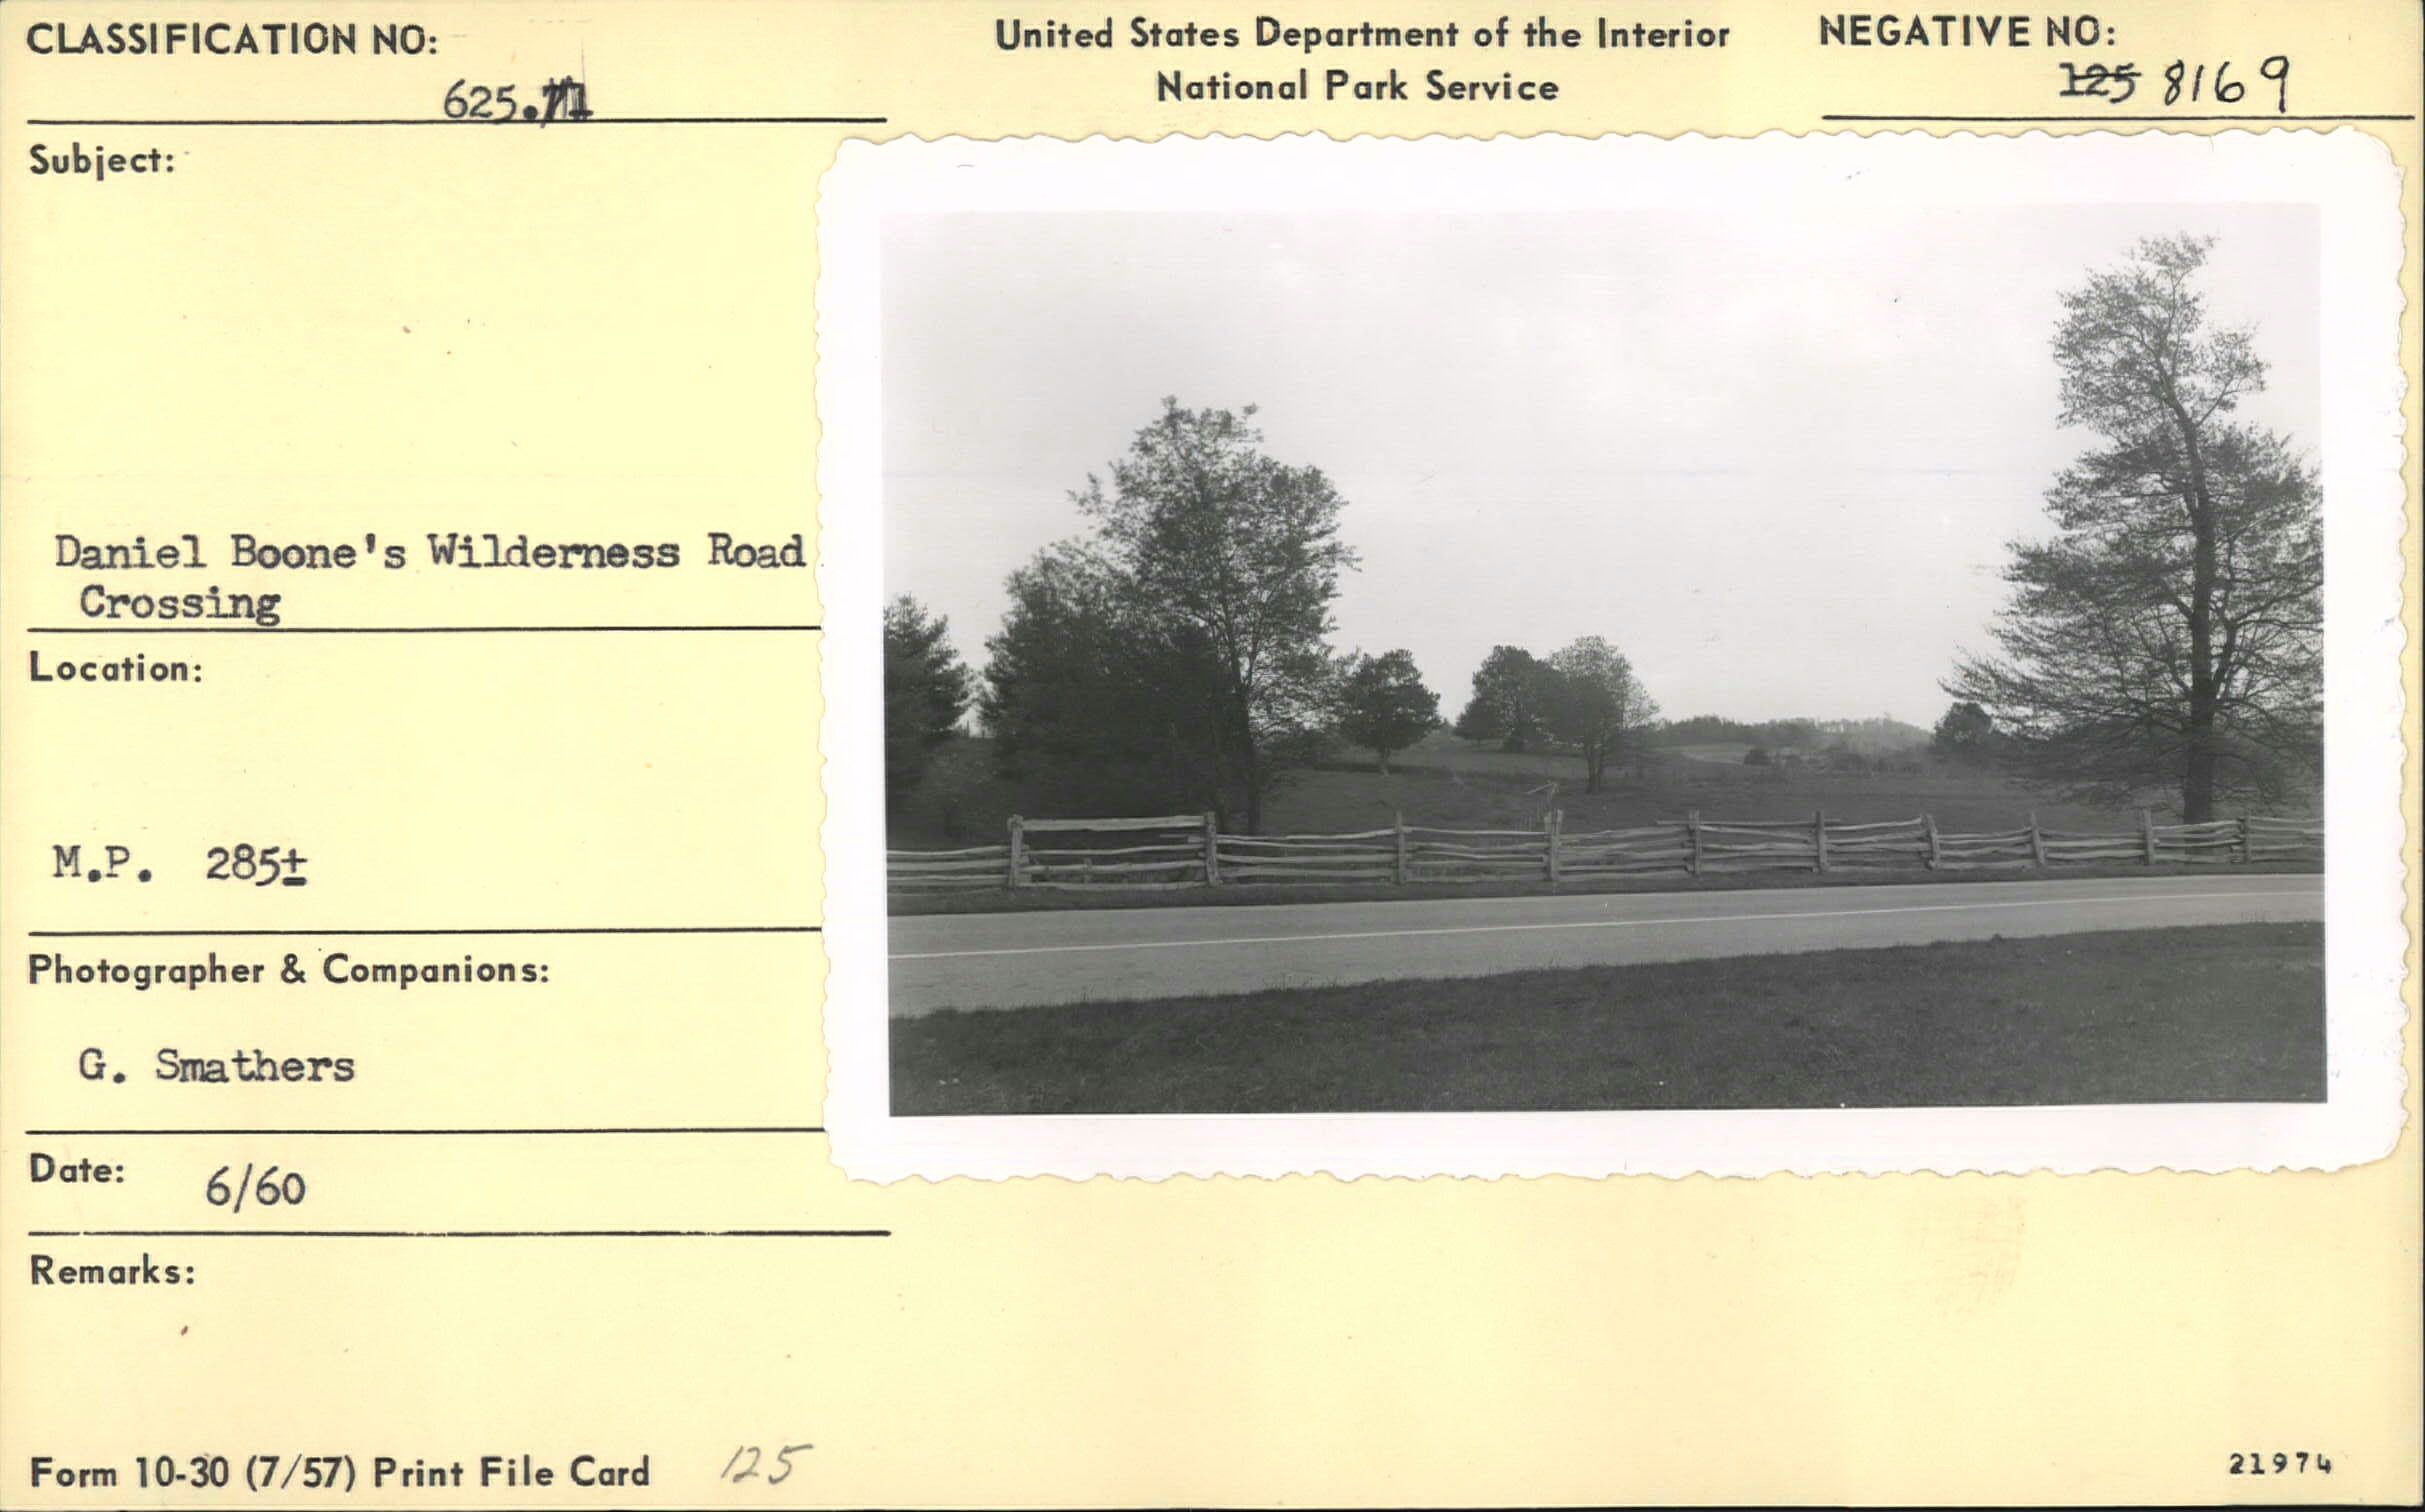 CLASSIFICATION NO:
625.
United States Department of the Interior
National Park Service
NEGATIVE NO:
125 8169
Subject:
Daniel Boone's Wilderness Road
Crossing
Location:
M.P. 285±
Photographer & Companions:
G. Smathers
Date: 6/60
Remarks:
Form 10-30 (7/57) Print File Card 125
21974